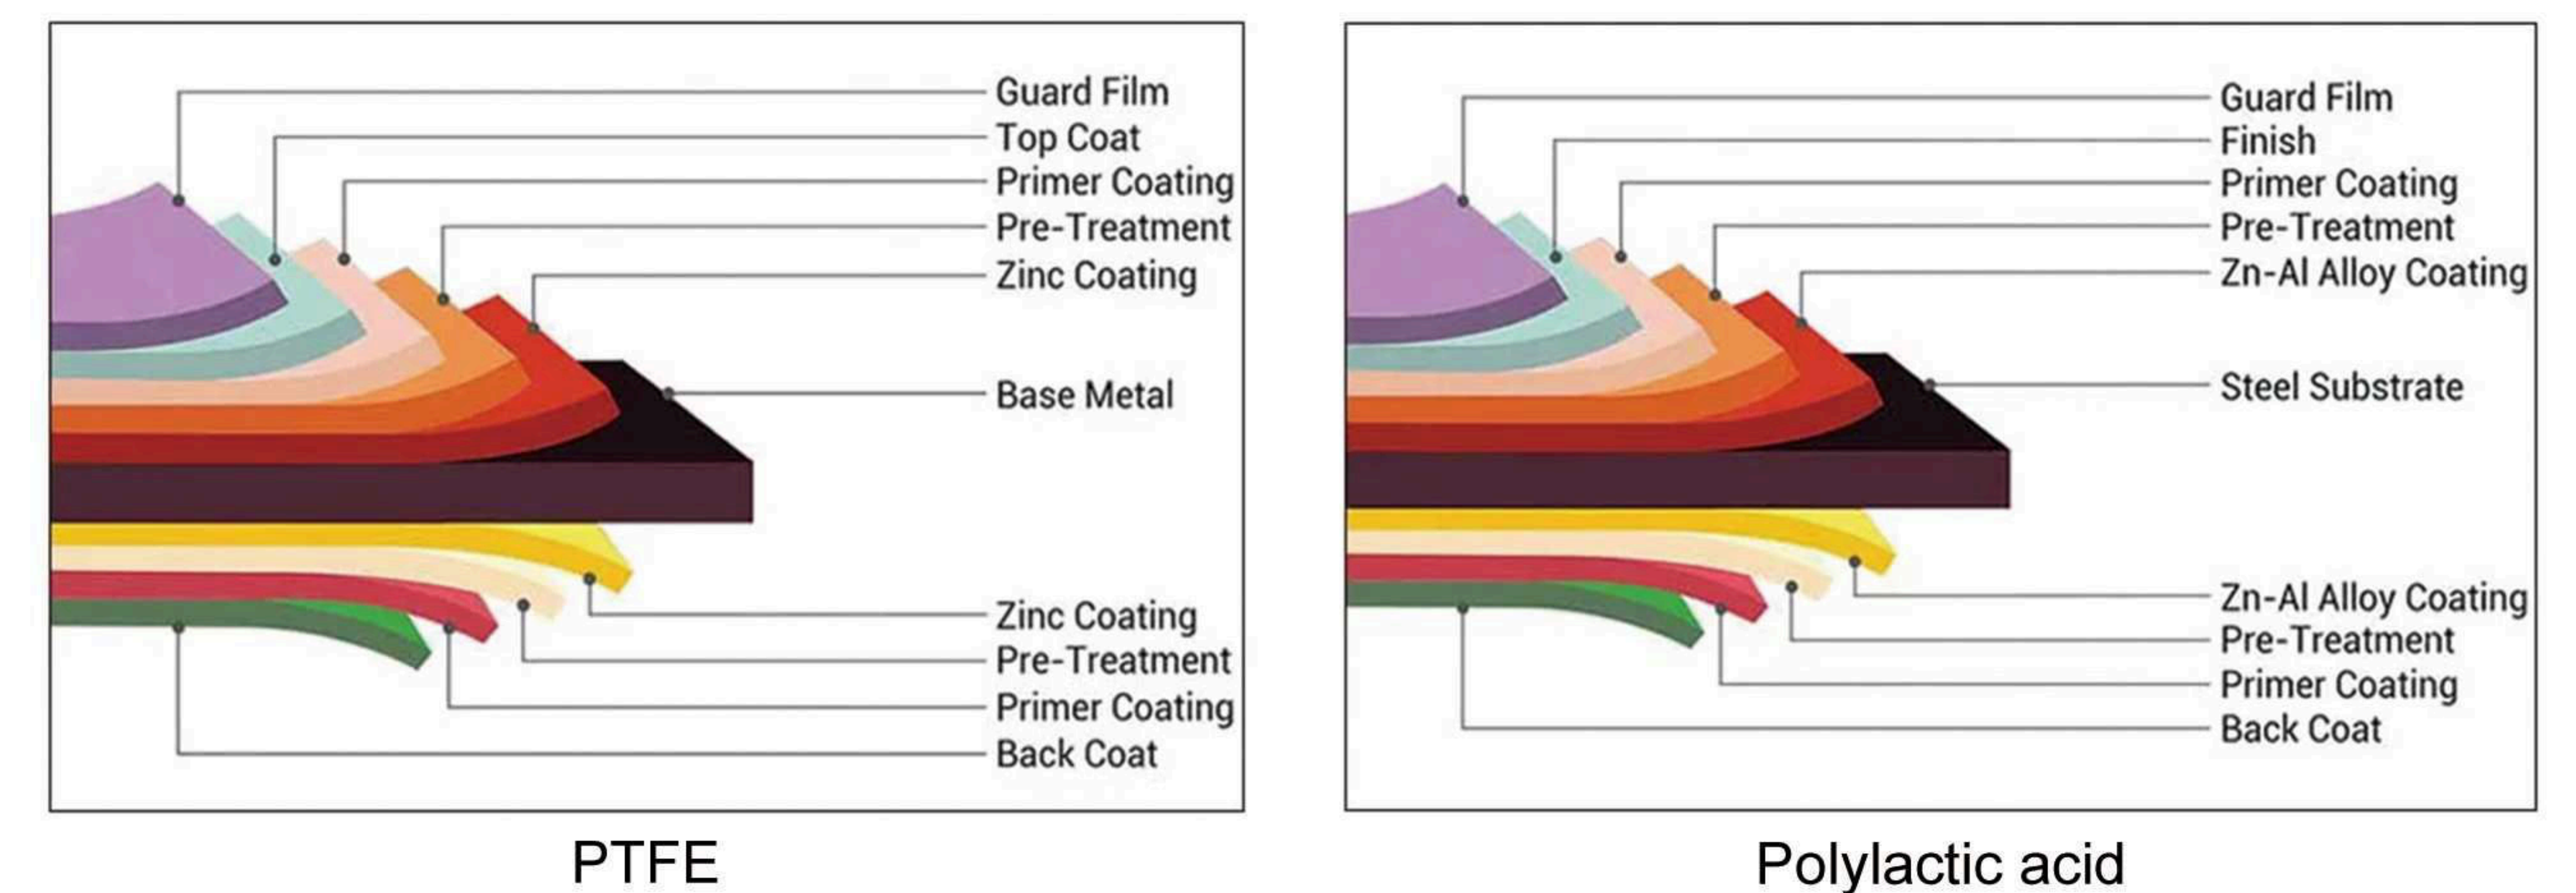 Guard Film
Top Coat
Primer Coating
Pre-Treatment
Zinc Coating
Base Metal
Zinc Coating
Pre-Treatment
Primer Coating
Back Coat
PTFE
Guard Film
Finish
Primer Coating
Pre-Treatment
Zn-Al Alloy Coating
Steel Substrate
Zn-Al Alloy Coating
Pre-Treatment
Primer Coating
Back Coat
Polylactic acid